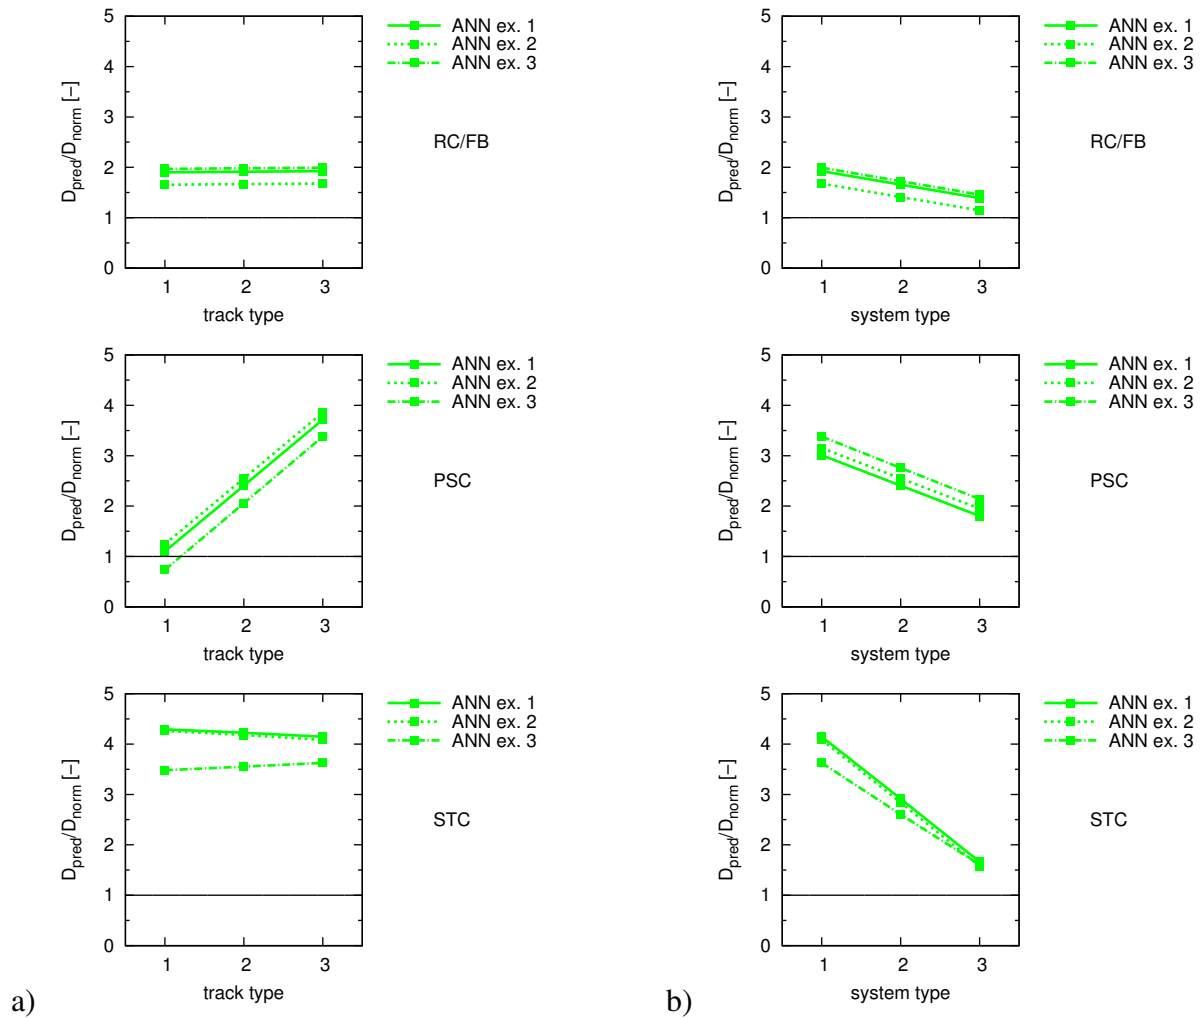 5
4
3
2
1
0
1 2 3
D_pred/D_norm [−]
track type
ANN ex. 1
ANN ex. 2
ANN ex. 3
RC/FB
5
4
3
2
1
0
1 2 3
D_pred/D_norm [−]
system type
ANN ex. 1
ANN ex. 2
ANN ex. 3
RC/FB
5
4
3
2
1
0
1 2 3
D_pred/D_norm [−]
track type
ANN ex. 1
ANN ex. 2
ANN ex. 3
PSC
5
4
3
2
1
0
1 2 3
D_pred/D_norm [−]
system type
ANN ex. 1
ANN ex. 2
ANN ex. 3
PSC
5
4
3
2
1
0
1 2 3
D_pred/D_norm [−]
track type
ANN ex. 1
ANN ex. 2
ANN ex. 3
STC
5
4
3
2
1
0
1 2 3
D_pred/D_norm [−]
system type
ANN ex. 1
ANN ex. 2
ANN ex. 3
STC
a)
b)